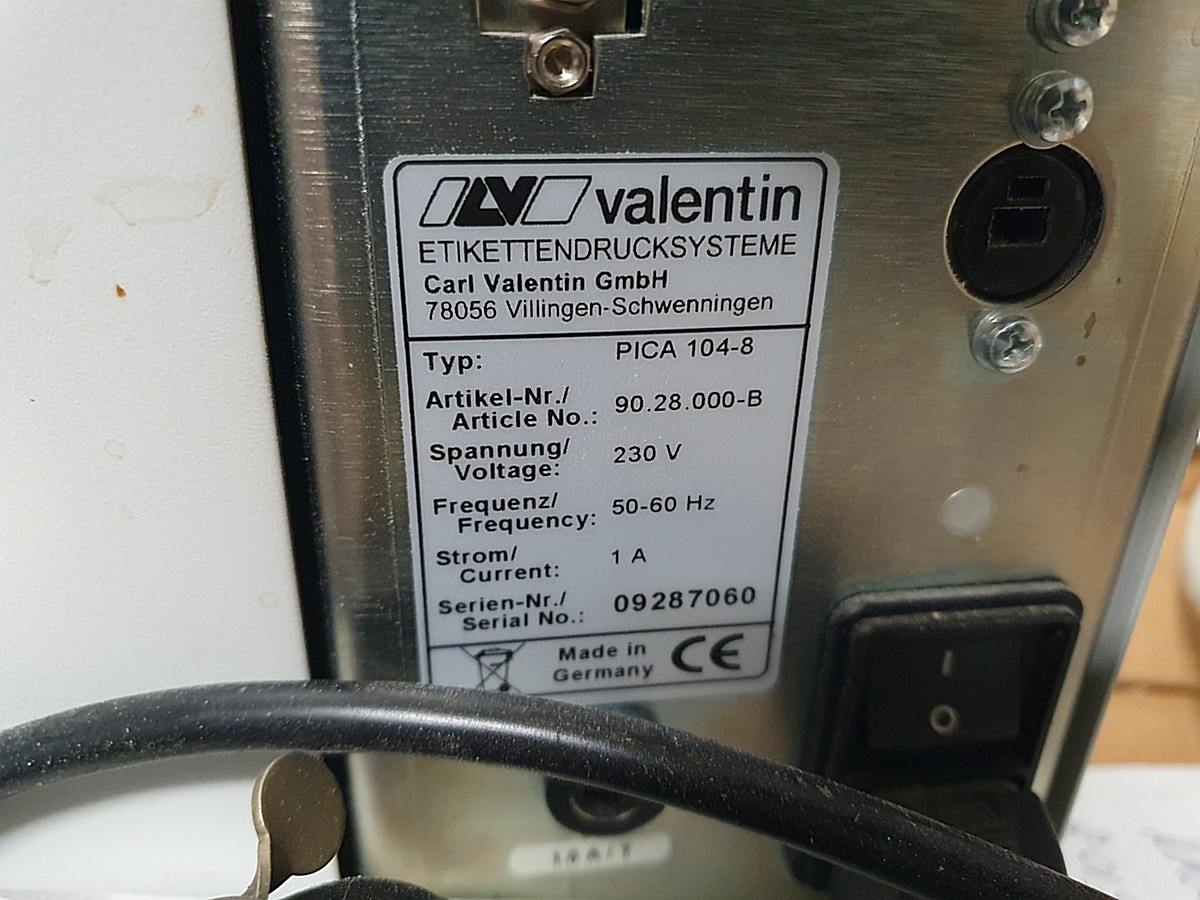 valentin
ETIKETTENDRUCKSYSTEME
Carl Valentin GmbH
78056 Villingen-Schwenningen
Typ: PICA 104-8
Artikel-Nr./
Article No.: 90.28.000-B
Spannung/
Voltage: 230 V
Frequenz/
Frequency: 50-60 Hz
Strom/
Current: 1 A
Serien-Nr./
Serial No.: 09287060
Made in
Germany
CE